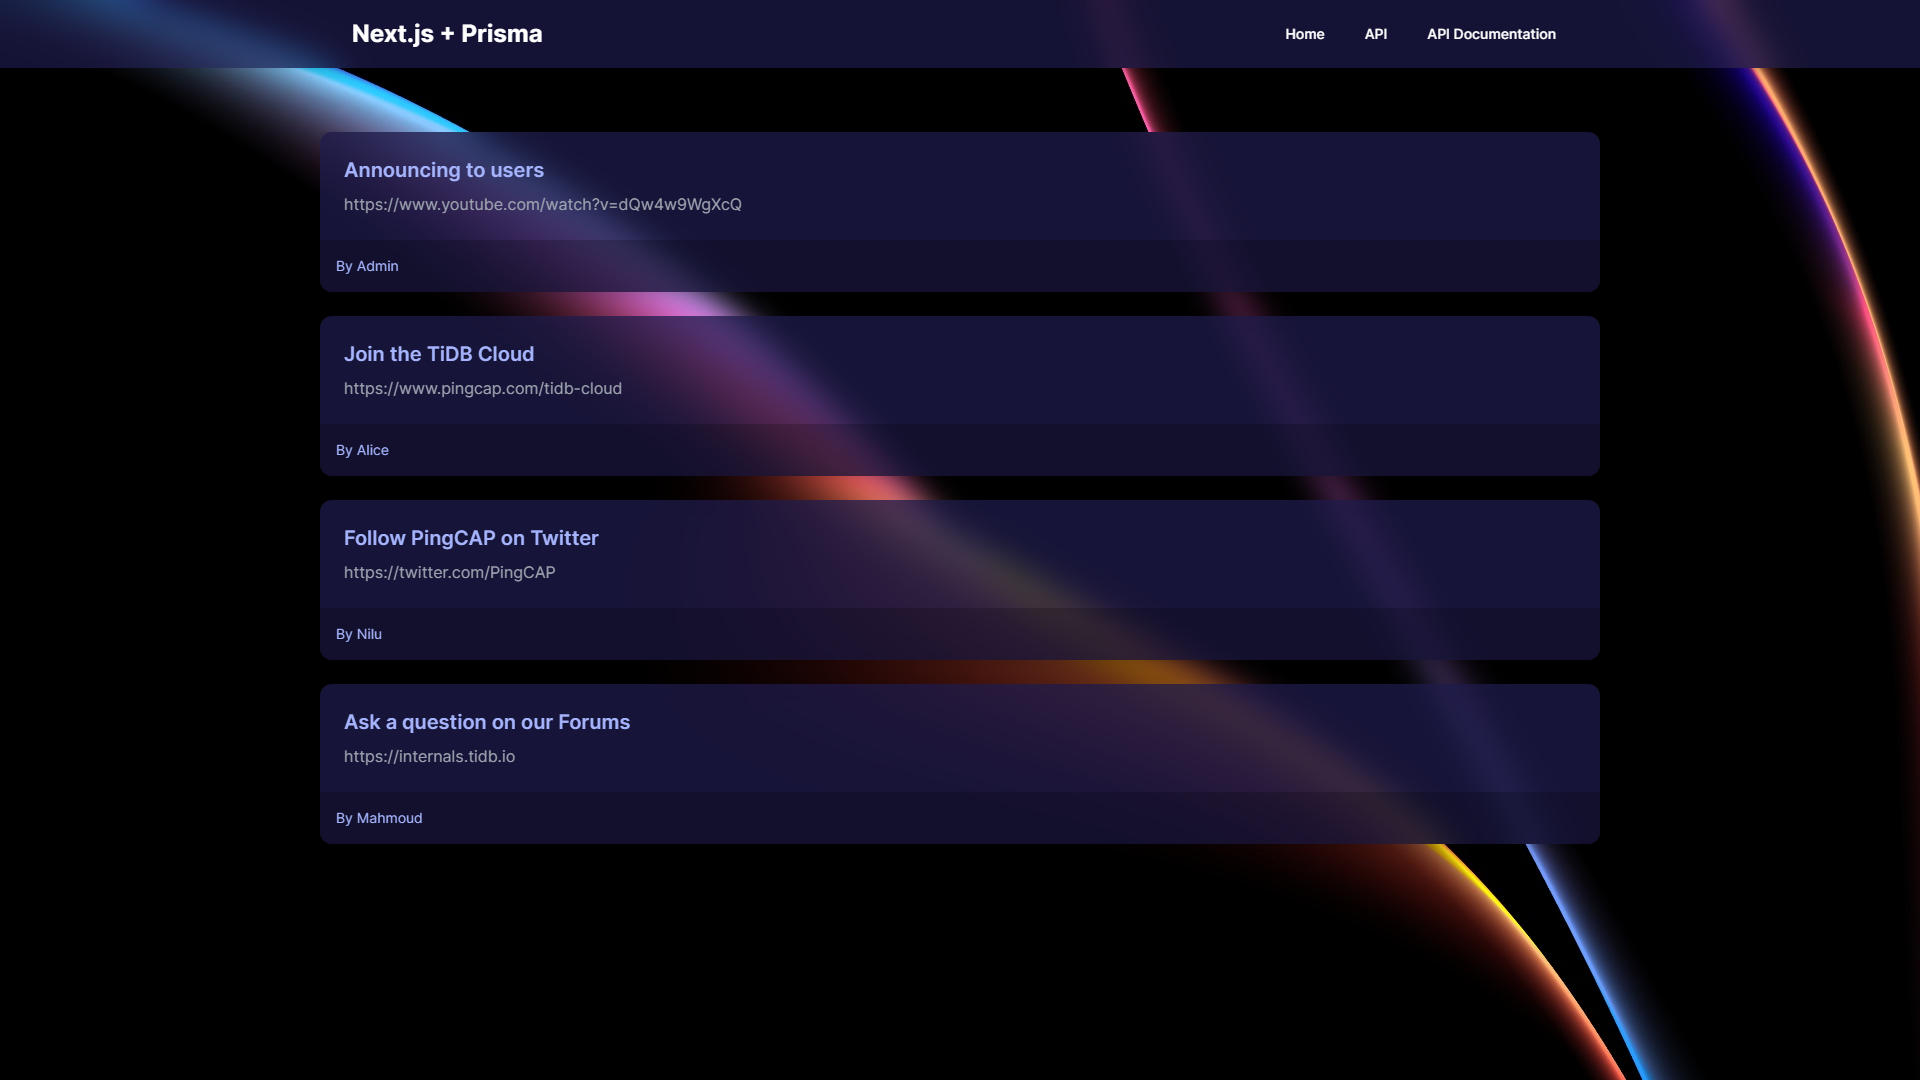 Next.js + Prisma
Home API API Documentation
Announcing to users
https://www.youtube.com/watch?v=dQw4w9WgXcQ
By Admin
Join the TiDB Cloud
https://www.pingcap.com/tidb-cloud
By Alice
Follow PingCAP on Twitter
https://twitter.com/PingCAP
By Nilu
Ask a question on our Forums
https://internals.tidb.io
By Mahmoud